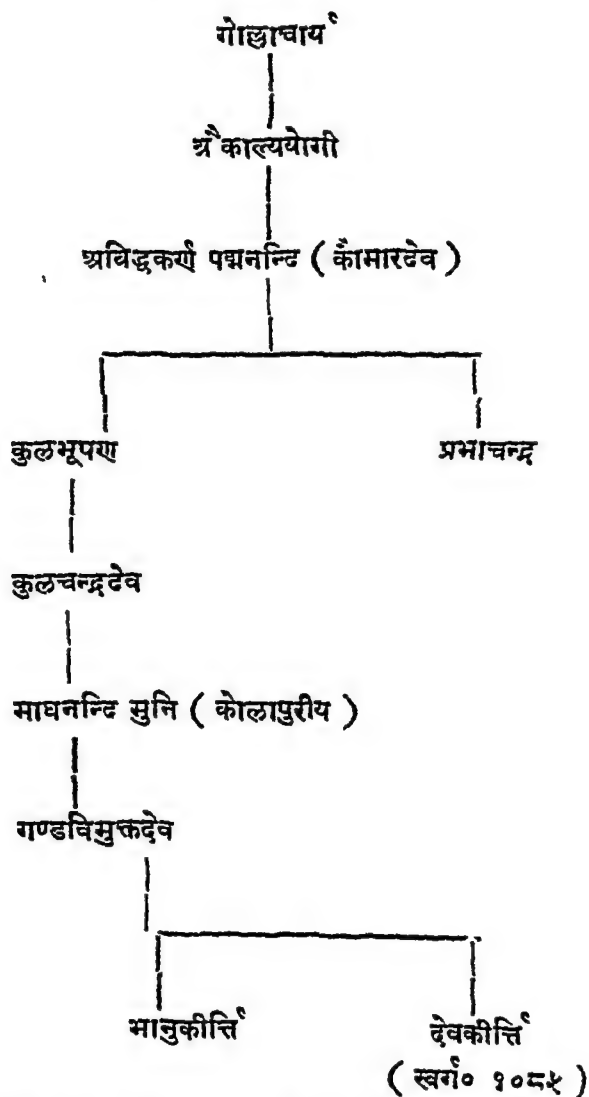 गोल्लाचार्य
त्रैकाल्ययोगी
अविद्धकर्ण पद्मनन्दि ( कौमारदेव )
कुलभूषण प्रभाचन्द्र
कुलचन्द्रदेव
माघनन्दि मुनि ( कोलापुरीय )
गण्डविमुक्तदेव
भानुकीर्त्ति देवकीर्त्ति
( स्वर्ग० १०८५ )